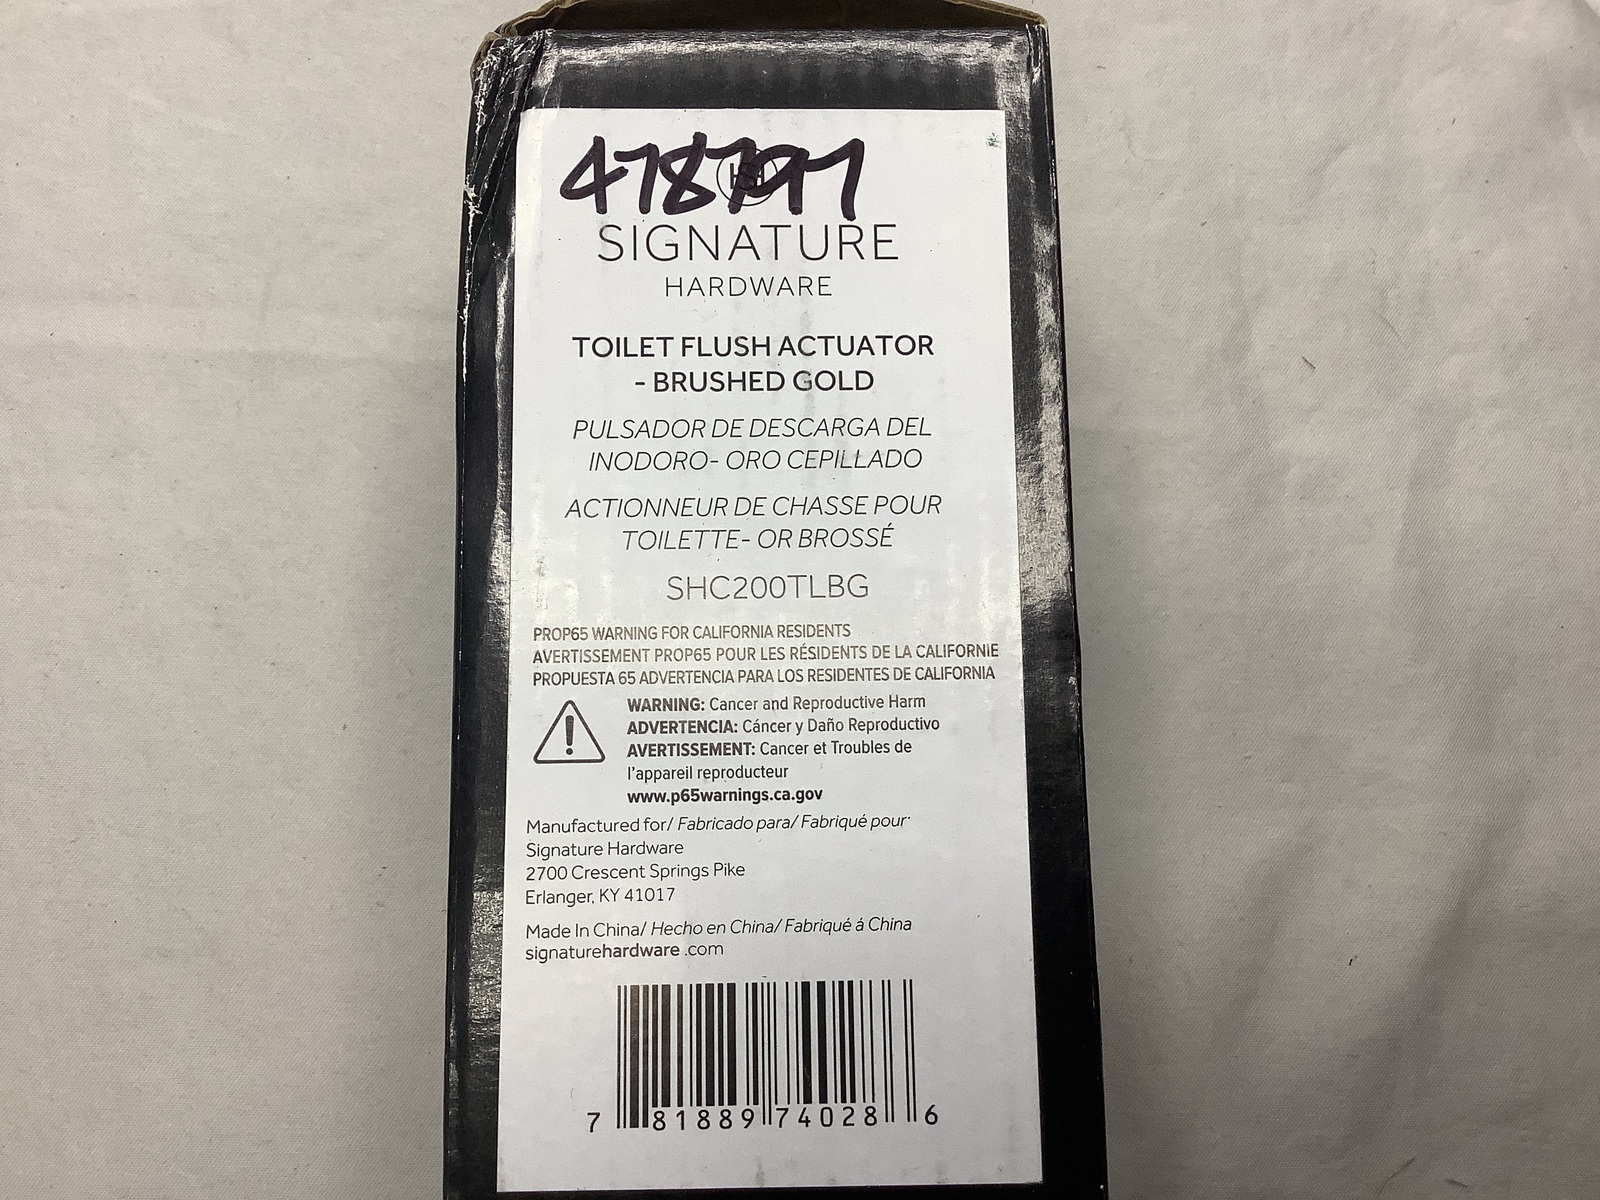 478797
SH
SIGNATURE
HARDWARE
TOILET FLUSH ACTUATOR
- BRUSHED GOLD
PULSADOR DE DESCARGA DEL
INODORO- ORO CEPILLADO
ACTIONNEUR DE CHASSE POUR
TOILETTE- OR BROSSÉ
SHC200TLBG
PROP65 WARNING FOR CALIFORNIA RESIDENTS
AVERTISSEMENT PROP65 POUR LES RÉSIDENTS DE LA CALIFORNIE
PROPUESTA 65 ADVERTENCIA PARA LOS RESIDENTES DE CALIFORNIA
WARNING: Cancer and Reproductive Harm
ADVERTENCIA: Cáncer y Daño Reproductivo
AVERTISSEMENT: Cancer et Troubles de
l'appareil reproducteur
www.p65warnings.ca.gov
Manufactured for/ Fabricado para/ Fabriqué pour:
Signature Hardware
2700 Crescent Springs Pike
Erlanger, KY 41017
Made In China/ Hecho en China/ Fabriqué á China
signaturehardware .com
7 81889 74028 6